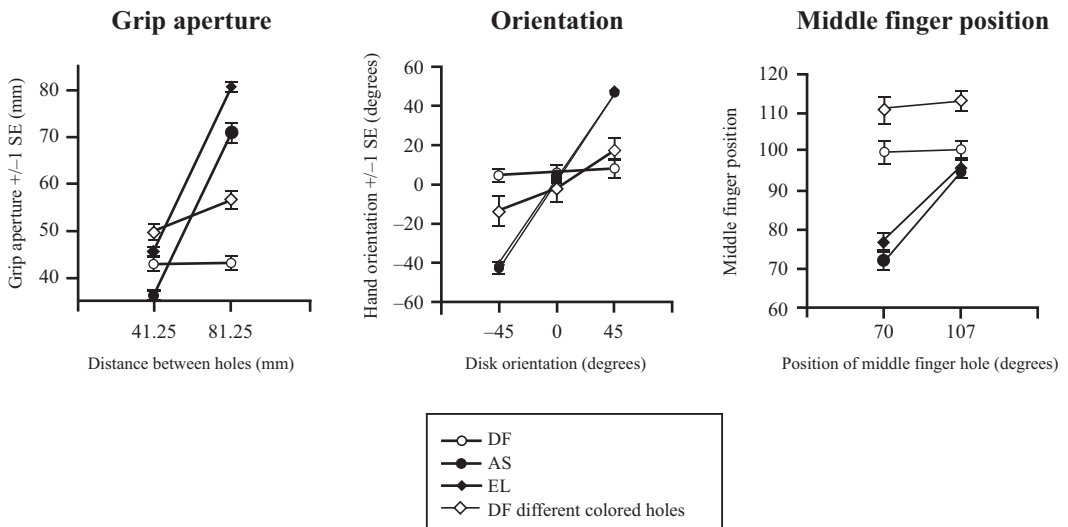 Grip aperture
Orientation
Middle finger position
Grip aperture +/–1 SE (mm)
80
70
60
50
40
41.25 81.25
Distance between holes (mm)
Hand orientation +/–1 SE (degrees)
60
40
20
0
–20
–40
–60
–45 0 45
Disk orientation (degrees)
Middle finger position
120
110
100
90
80
70
60
70 107
Position of middle finger hole (degrees)
DF
AS
EL
DF different colored holes